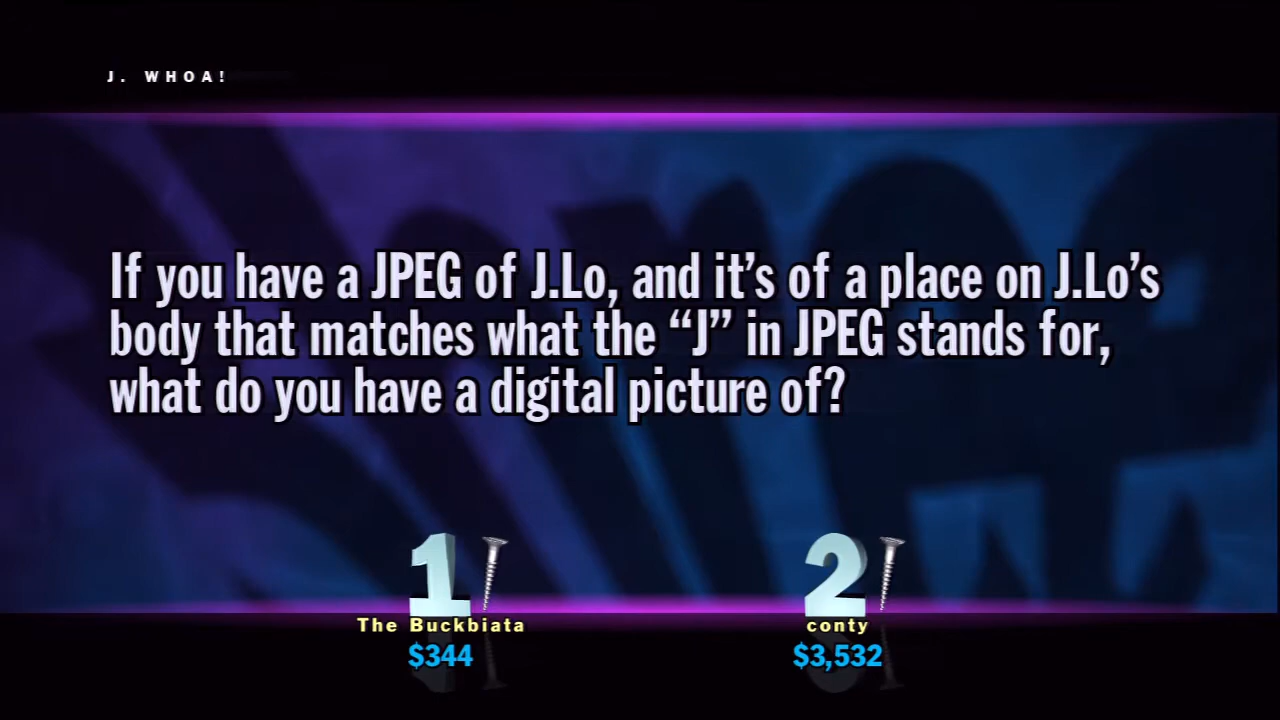 J. WHOA!
If you have a JPEG of J.Lo, and it’s of a place on J.Lo’s
body that matches what the “J” in JPEG stands for,
what do you have a digital picture of?
1
2
The Buckbiata
conty
$344
$3,532